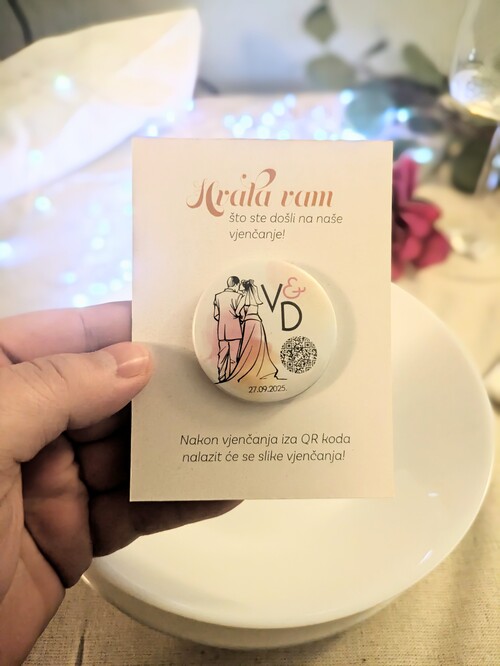 Hvala vam
što ste došli na naše
vjenčanje!
V&
D
27.09.2025.
Nakon vjenčanja iza QR koda
nalazit će se slike vjenčanja!